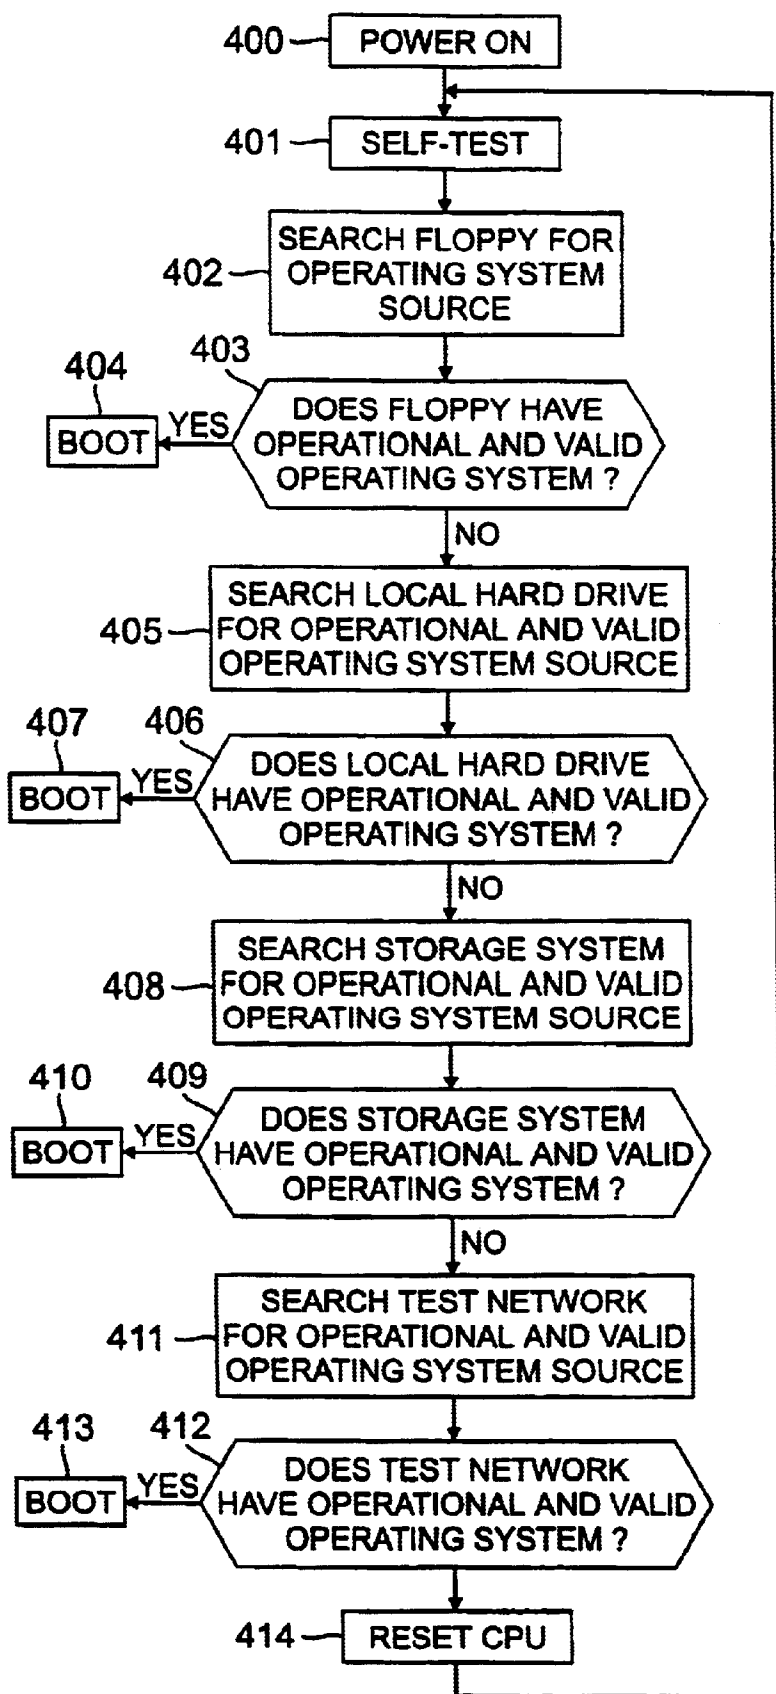 400
POWER ON
401
SELF-TEST
402
SEARCH FLOPPY FOR
OPERATING SYSTEM
SOURCE
403
404
BOOT
YES
DOES FLOPPY HAVE
OPERATIONAL AND VALID
OPERATING SYSTEM ?
NO
405
SEARCH LOCAL HARD DRIVE
FOR OPERATIONAL AND VALID
OPERATING SYSTEM SOURCE
407
406
BOOT
YES
DOES LOCAL HARD DRIVE
HAVE OPERATIONAL AND VALID
OPERATING SYSTEM ?
NO
408
SEARCH STORAGE SYSTEM
FOR OPERATIONAL AND VALID
OPERATING SYSTEM SOURCE
410
409
BOOT
YES
DOES STORAGE SYSTEM
HAVE OPERATIONAL AND VALID
OPERATING SYSTEM ?
NO
411
SEARCH TEST NETWORK
FOR OPERATIONAL AND VALID
OPERATING SYSTEM SOURCE
413
412
BOOT
YES
DOES TEST NETWORK
HAVE OPERATIONAL AND VALID
OPERATING SYSTEM ?
414
RESET CPU